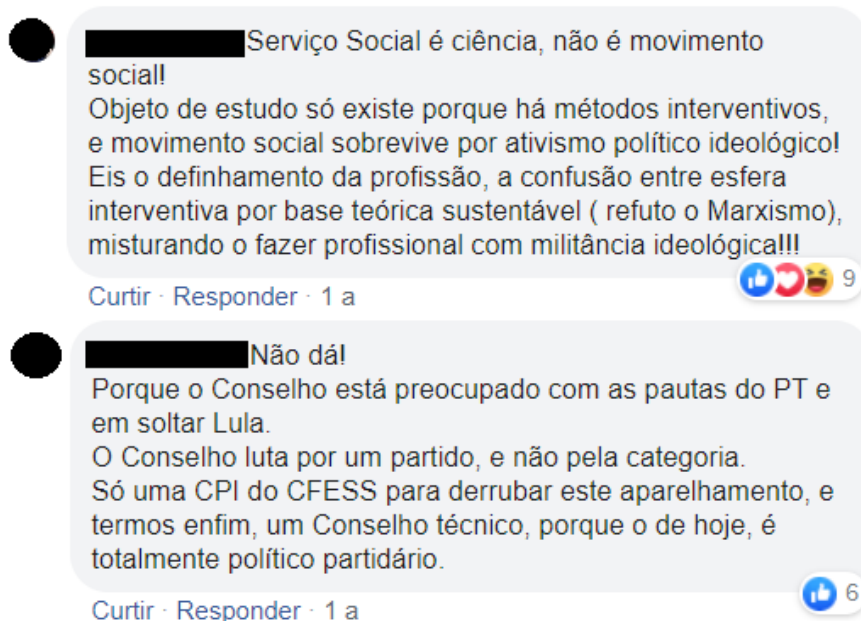 Serviço Social é ciência, não é movimento
social!
Objeto de estudo só existe porque há métodos interventivos,
e movimento social sobrevive por ativismo político ideológico!
Eis o definhamento da profissão, a confusão entre esfera
interventiva por base teórica sustentável ( refuto o Marxismo),
misturando o fazer profissional com militância ideológica!!!
9
Curtir · Responder · 1 a
Não dá!
Porque o Conselho está preocupado com as pautas do PT e
em soltar Lula.
O Conselho luta por um partido, e não pela categoria.
Só uma CPI do CFESS para derrubar este aparelhamento, e
termos enfim, um Conselho técnico, porque o de hoje, é
totalmente político partidário.
6
Curtir · Responder · 1 a